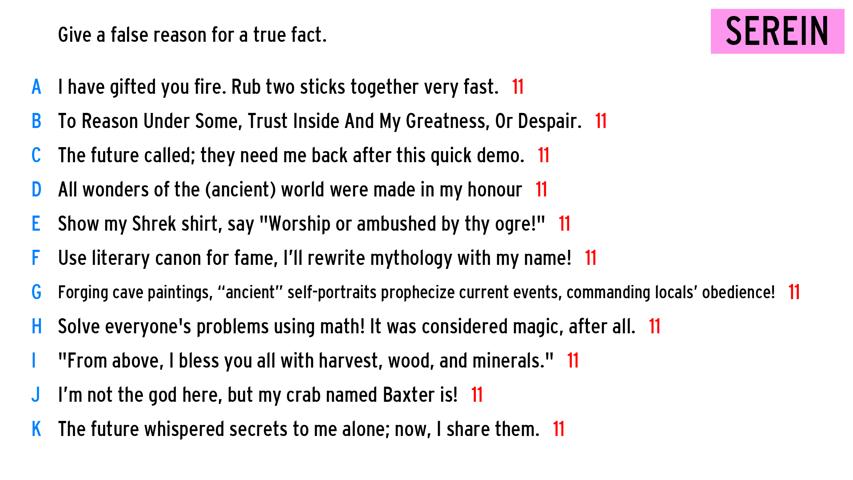 Give a false reason for a true fact.
SEREIN
A I have gifted you fire. Rub two sticks together very fast. 11
B To Reason Under Some, Trust Inside And My Greatness, Or Despair. 11
C The future called; they need me back after this quick demo. 11
D All wonders of the (ancient) world were made in my honour 11
E Show my Shrek shirt, say "Worship or ambushed by thy ogre!" 11
F Use literary canon for fame, I'll rewrite mythology with my name! 11
G Forging cave paintings, “ancient” self-portraits prophecize current events, commanding locals’ obedience! 11
H Solve everyone's problems using math! It was considered magic, after all. 11
I "From above, I bless you all with harvest, wood, and minerals." 11
J I’m not the god here, but my crab named Baxter is! 11
K The future whispered secrets to me alone; now, I share them. 11